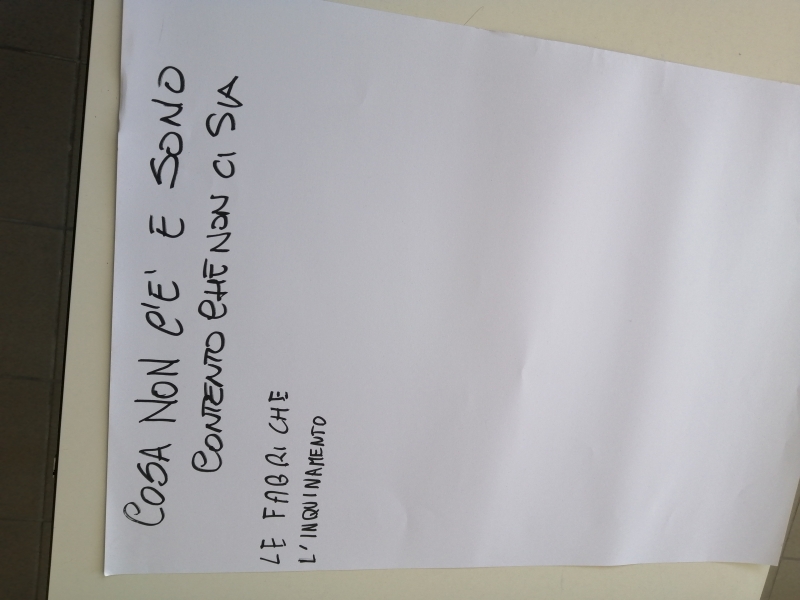 COSA NON C'E' E SONO
CONTENTO CHE NON CI SIA
LE FABRICHE
L'INQUINAMENTO